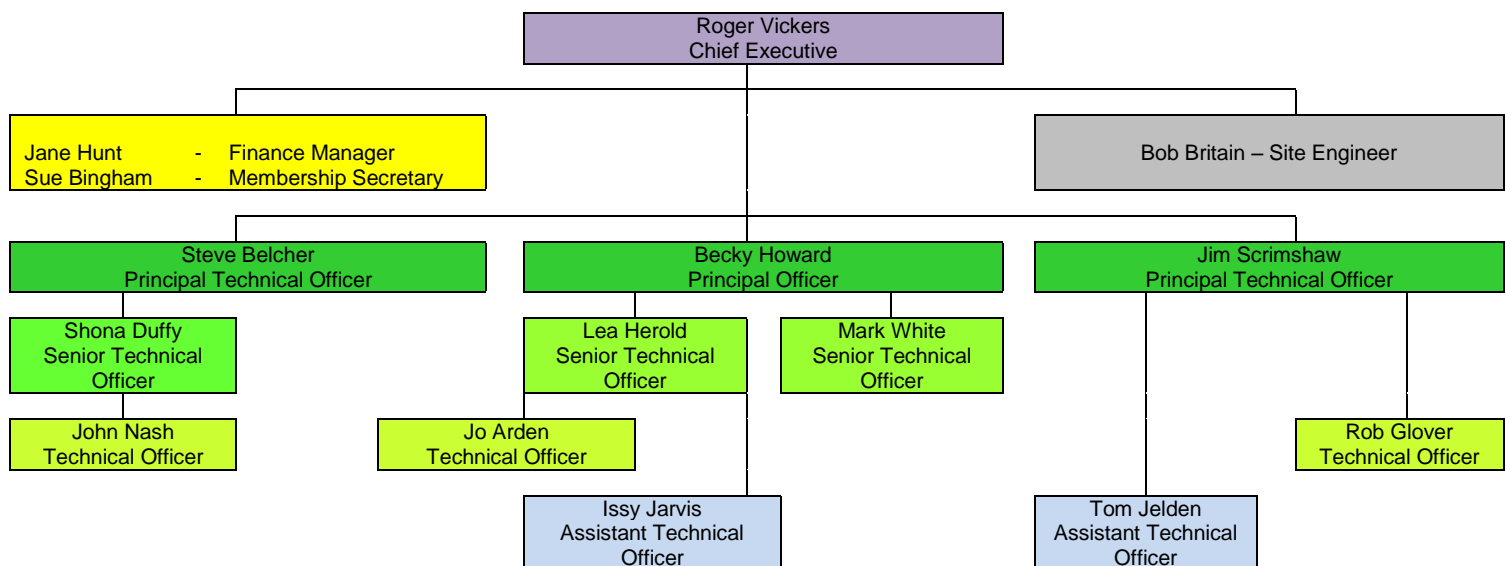 Roger Vickers
Chief Executive
Jane Hunt - Finance Manager
Sue Bingham - Membership Secretary
Bob Britain – Site Engineer
Steve Belcher
Principal Technical Officer
Becky Howard
Principal Officer
Jim Scrimshaw
Principal Technical Officer
Shona Duffy
Senior Technical
Officer
Lea Herold
Senior Technical
Officer
Mark White
Senior Technical
Officer
John Nash
Technical Officer
Jo Arden
Technical Officer
Rob Glover
Technical Officer
Issy Jarvis
Assistant Technical
Officer
Tom Jelden
Assistant Technical
Officer